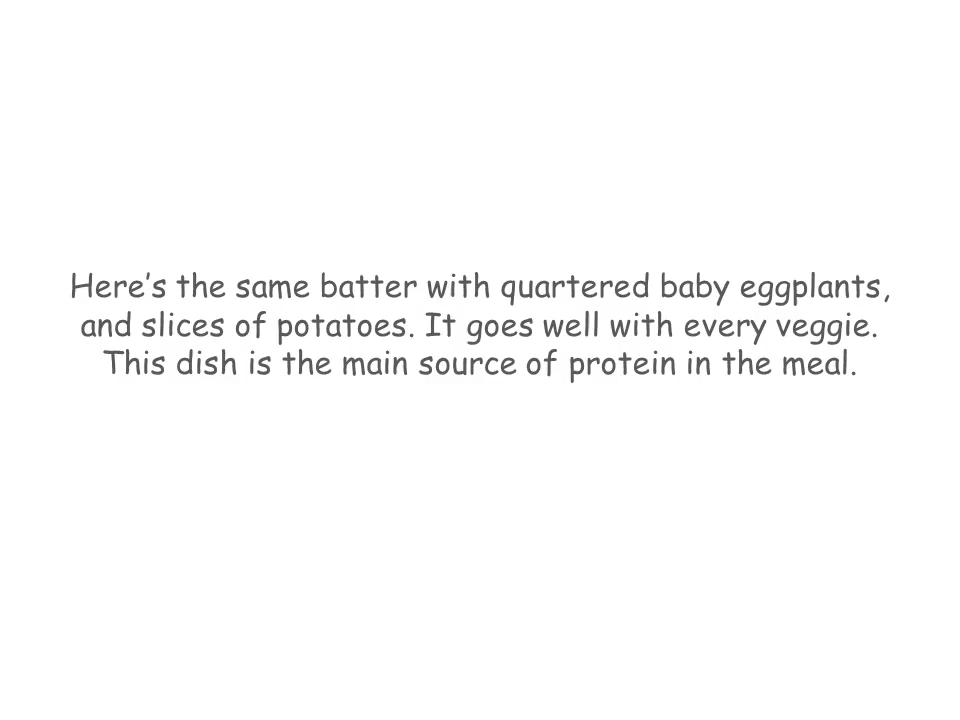 Here’s the same batter with quartered baby eggplants,
and slices of potatoes. It goes well with every veggie.
This dish is the main source of protein in the meal.